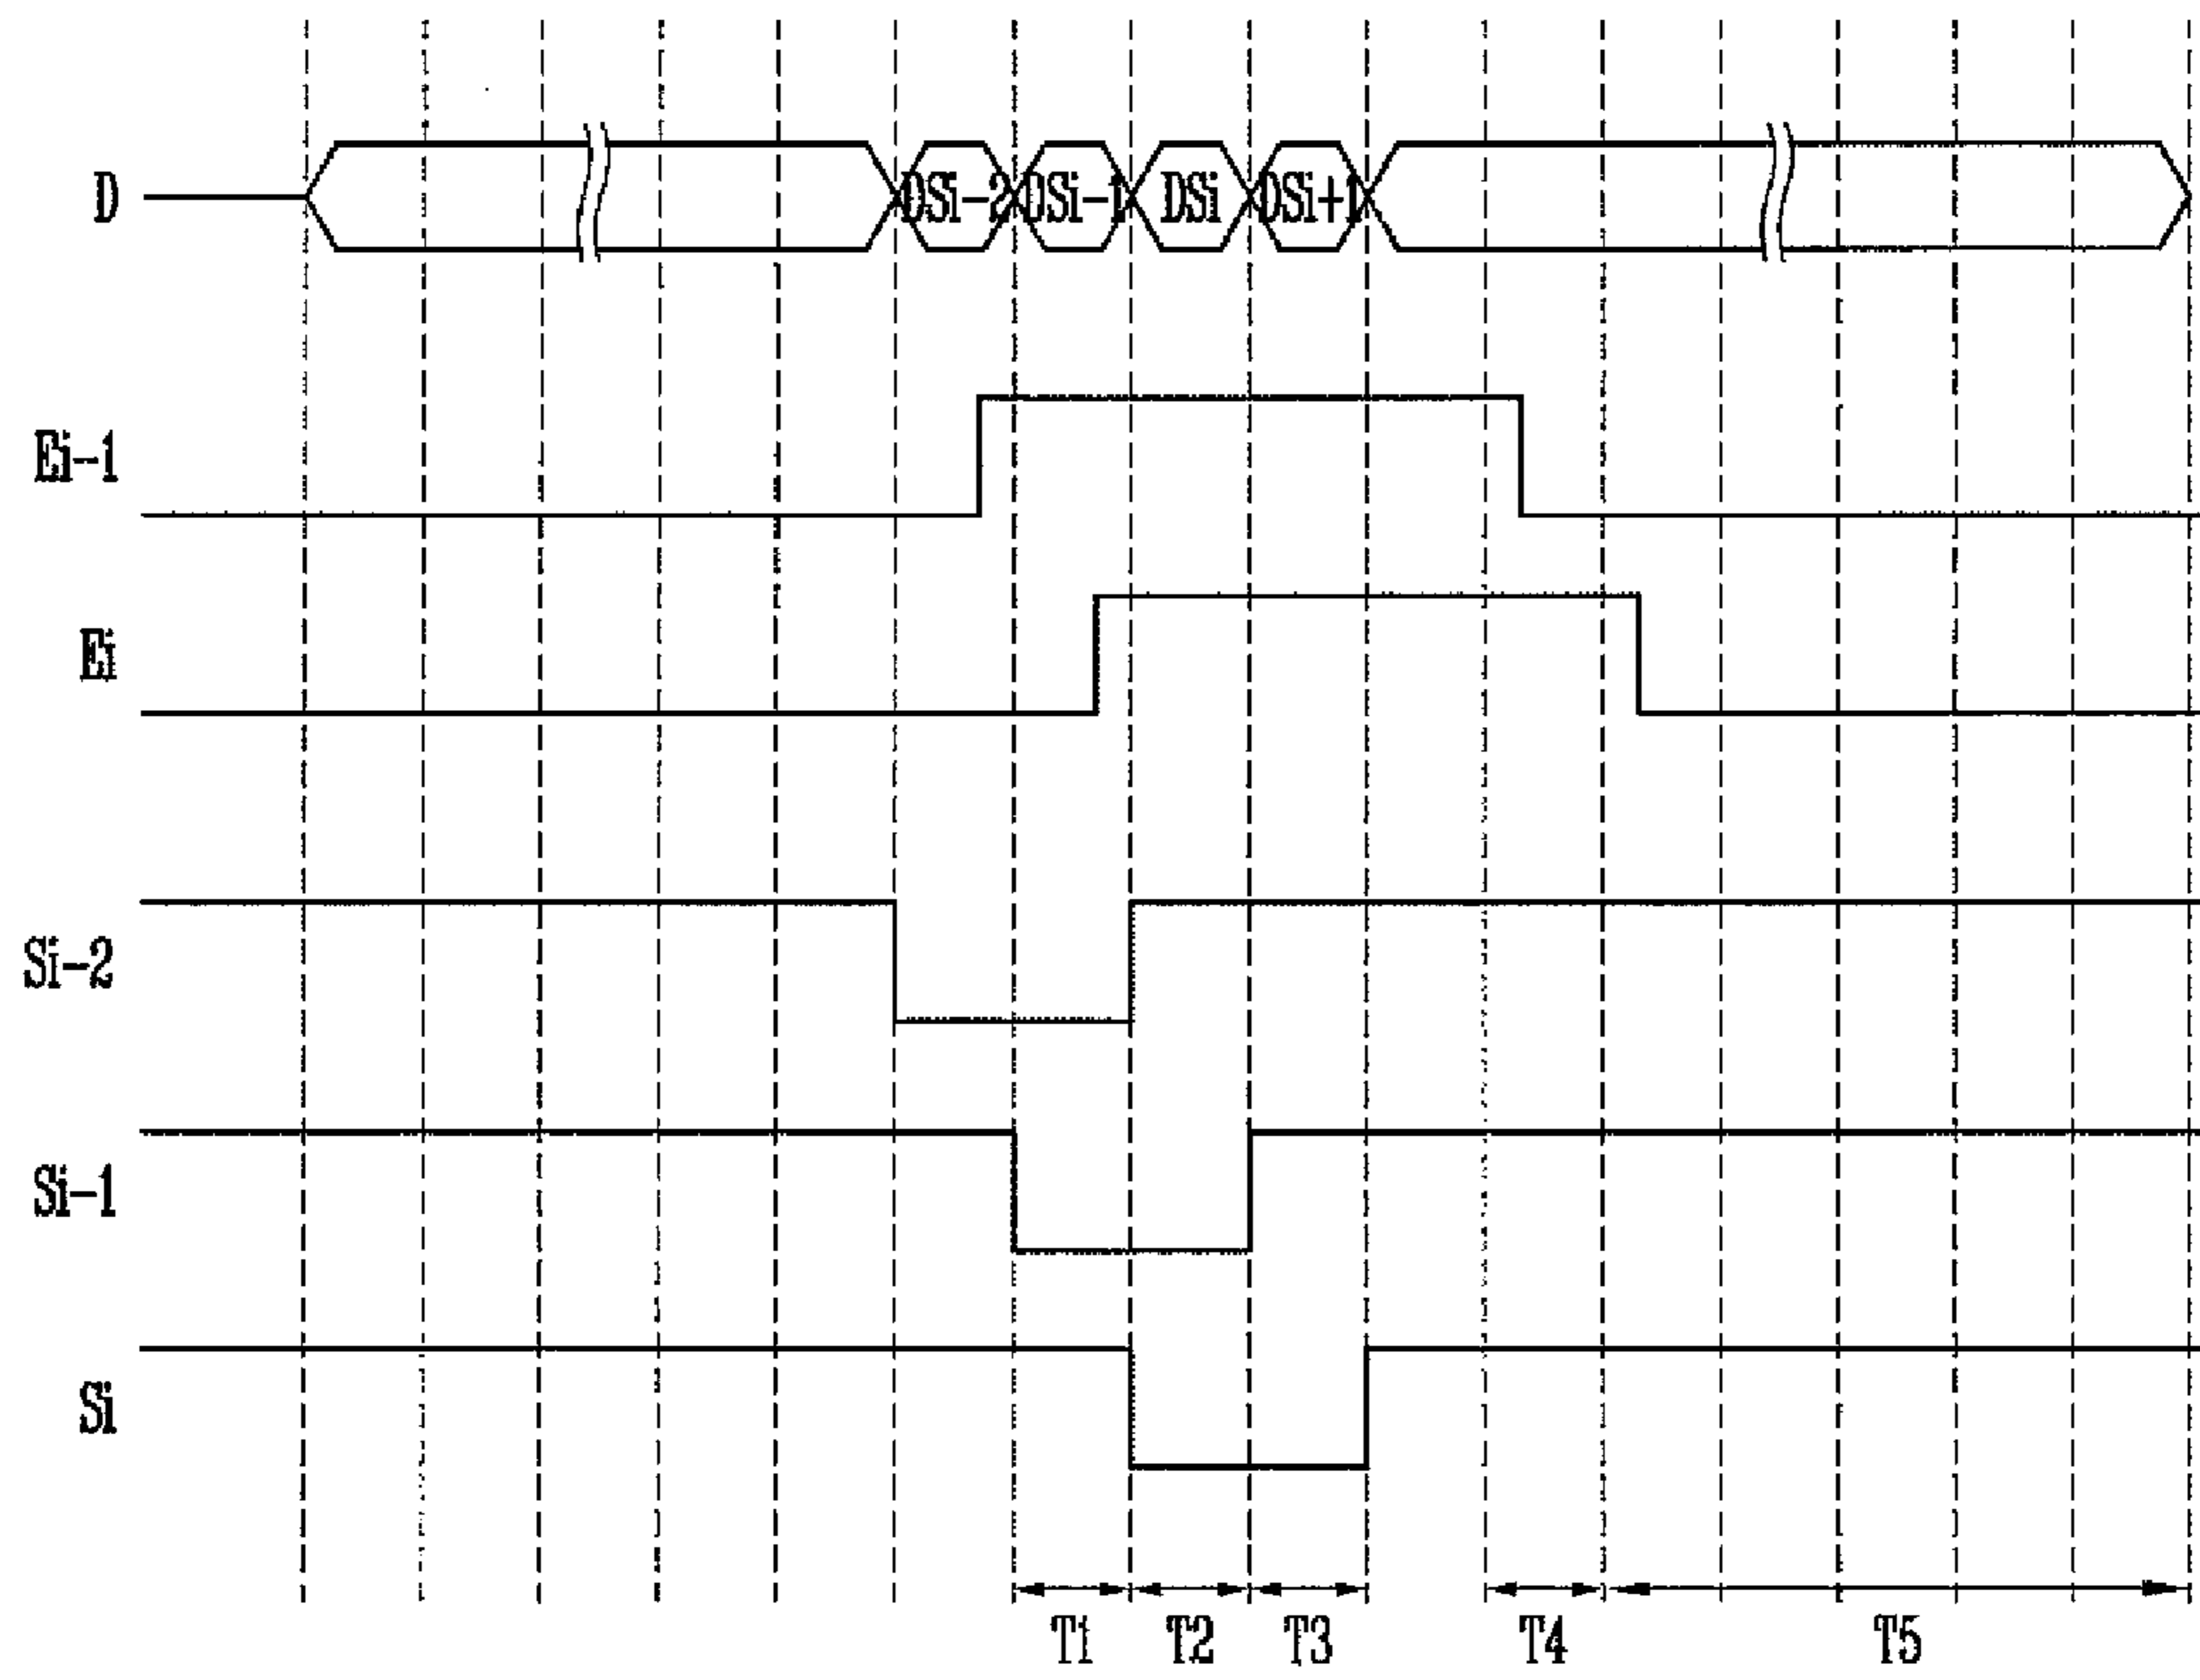 D DSi-2 DSi-1 DSi DSi+1
Ei-1
Ei
Si-2
Si-1
Si
T1 T2 T3 T4 T5